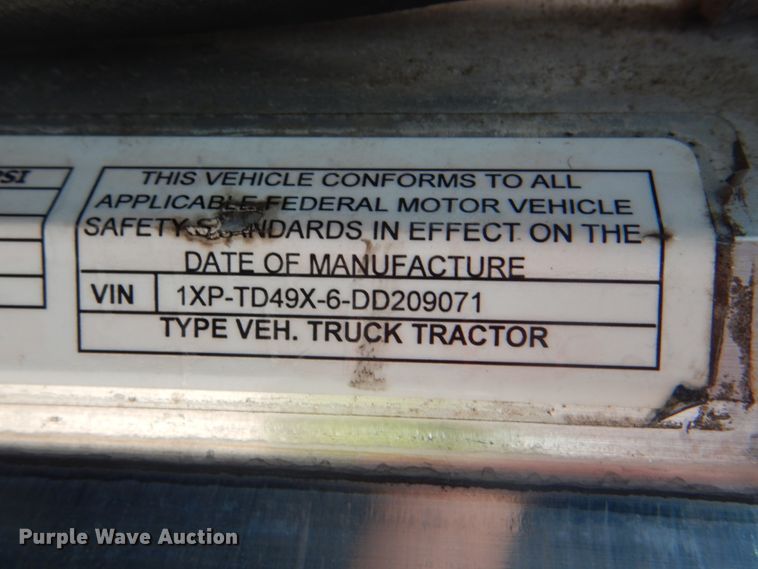 PSI
THIS VEHICLE CONFORMS TO ALL
APPLICABLE FEDERAL MOTOR VEHICLE
SAFETY STANDARDS IN EFFECT ON THE
DATE OF MANUFACTURE
VIN 1XP-TD49X-6-DD209071
TYPE VEH. TRUCK TRACTOR
Purple Wave Auction